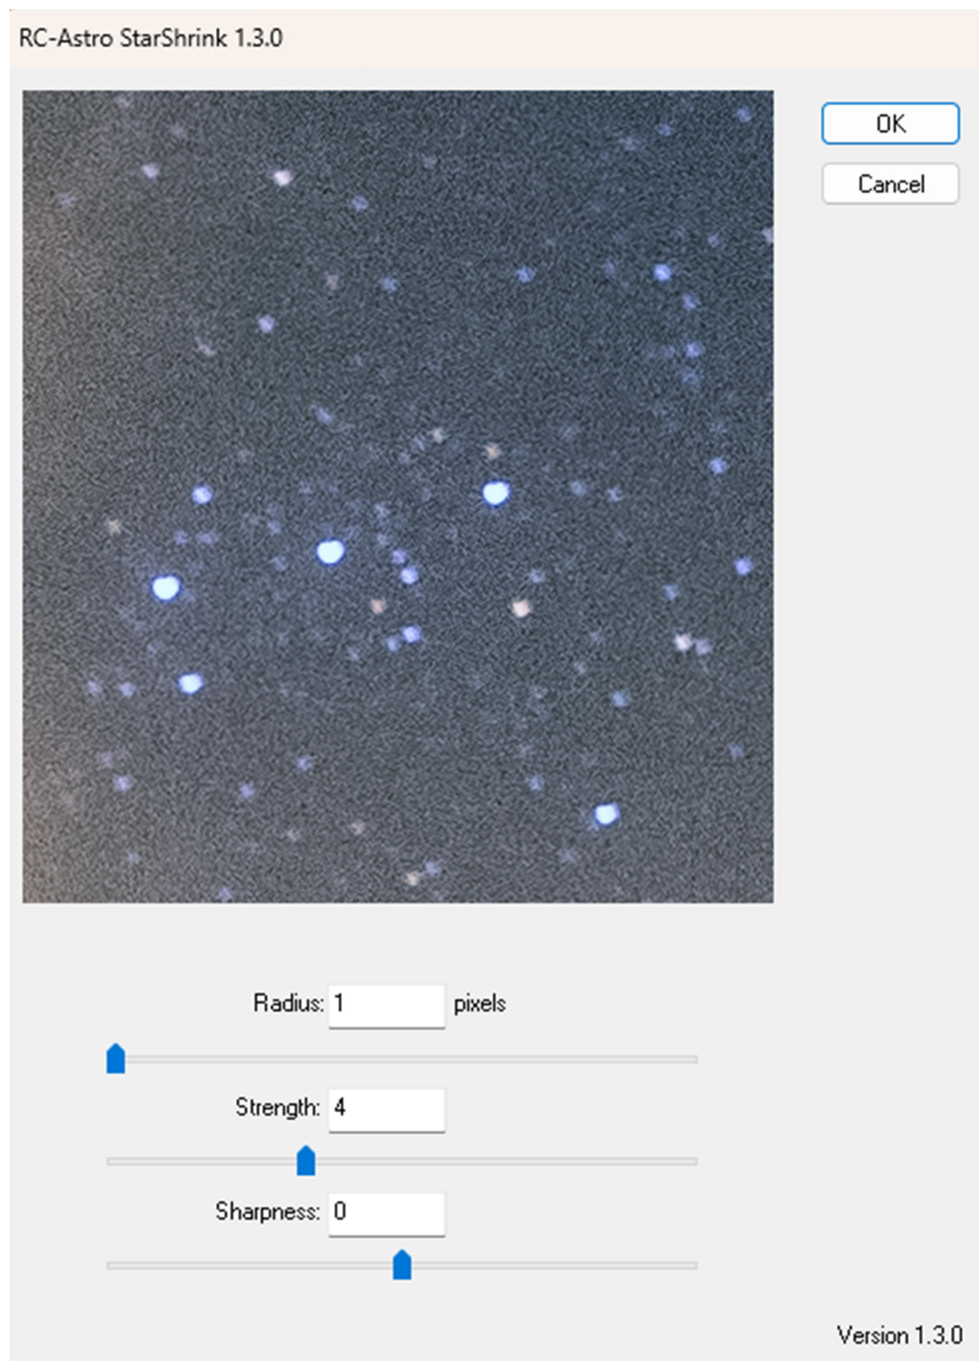 RC-Astro StarShrink 1.3.0
OK
Cancel
Radius: 1 pixels
Strength: 4
Sharpness: 0
Version 1.3.0